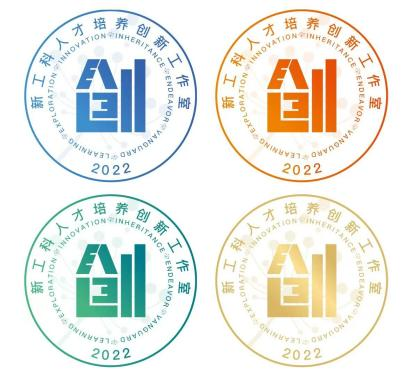 新工科人才培养创新工作室
LEARNING EXPLORATION INNOVATION INHERITANCE ENDEAVOR VANGUARD
创
2022
新工科人才培养创新工作室
LEARNING EXPLORATION INNOVATION INHERITANCE ENDEAVOR VANGUARD
创
2022
新工科人才培养创新工作室
LEARNING EXPLORATION INNOVATION INHERITANCE ENDEAVOR VANGUARD
创
2022
新工科人才培养创新工作室
LEARNING EXPLORATION INNOVATION INHERITANCE ENDEAVOR VANGUARD
创
2022